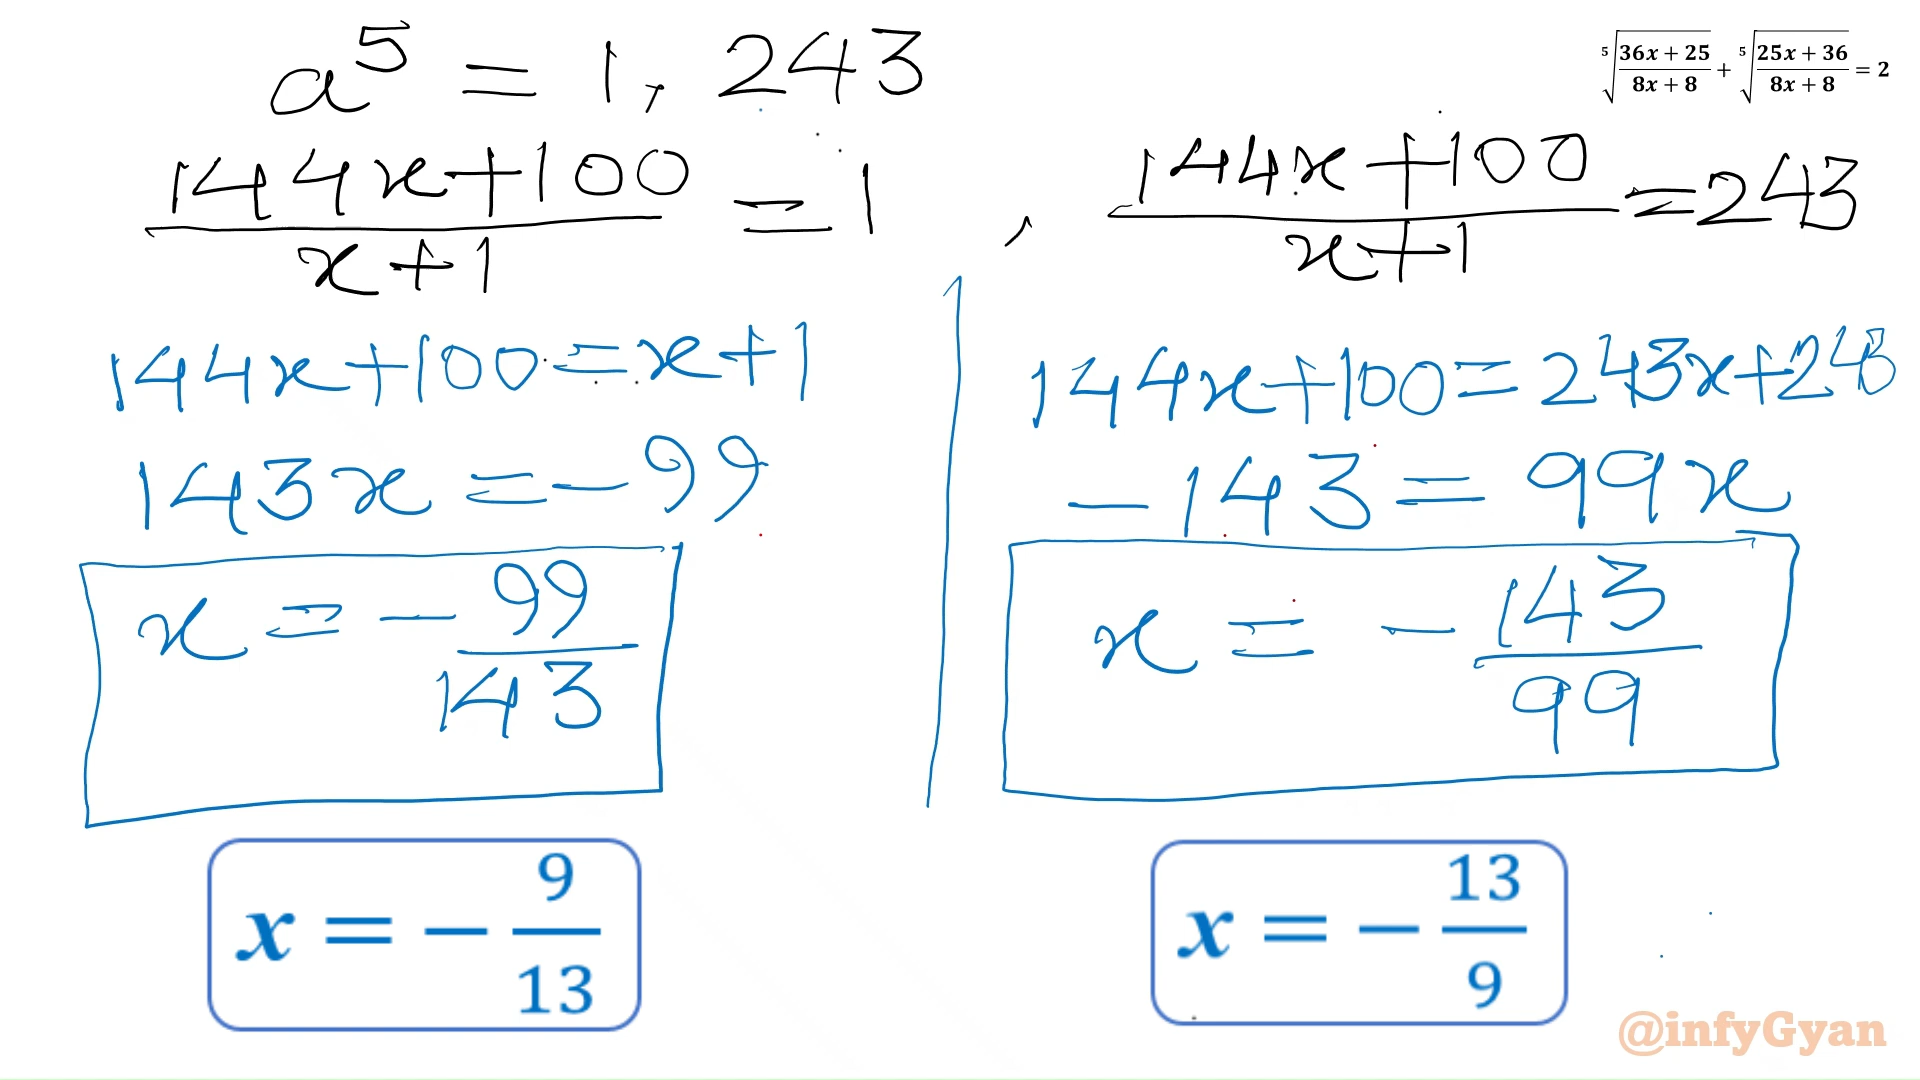 a⁵ = 1, 243
⁵√((36x + 25)/(8x + 8)) + ⁵√((25x + 36)/(8x + 8)) = 2
(144x+100)/(x+1) = 1 , (144x+100)/(x+1) = 243
144x+100 = x+1
143x = -99
x = -99/143
x = -9/13
144x+100 = 243x+243
-143 = 99x
x = -143/99
x = -13/9
@infyGyan